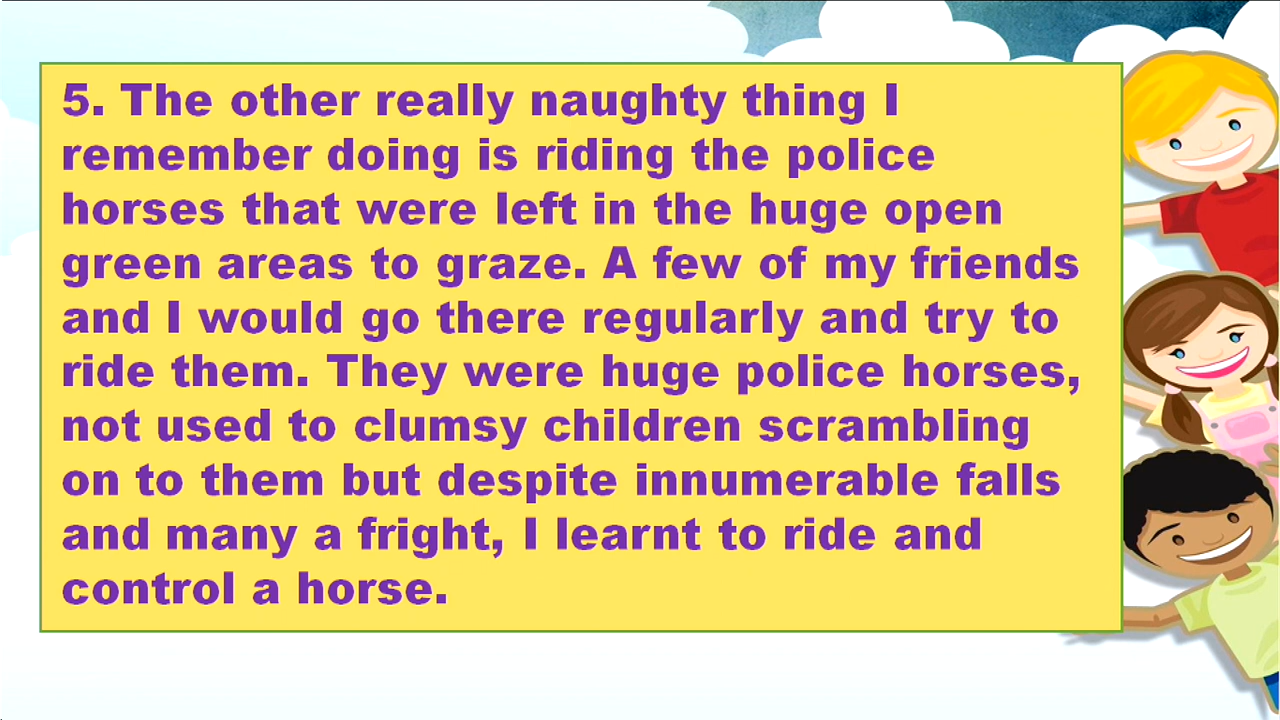 5. The other really naughty thing I
remember doing is riding the police
horses that were left in the huge open
green areas to graze. A few of my friends
and I would go there regularly and try to
ride them. They were huge police horses,
not used to clumsy children scrambling
on to them but despite innumerable falls
and many a fright, I learnt to ride and
control a horse.